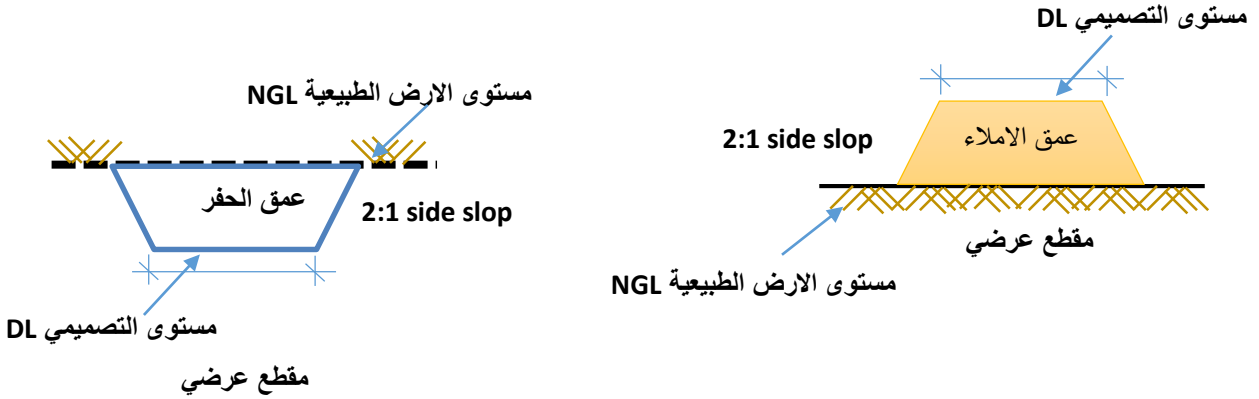 مستوى الارض الطبيعية NGL
عمق الحفر
2:1 side slop
مستوى التصميمي DL
مقطع عرضي
مستوى التصميمي DL
2:1 side slop
عمق الاملاء
مقطع عرضي
مستوى الارض الطبيعية NGL